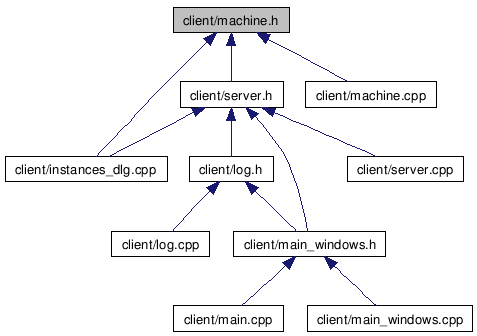 client/machine.h
client/server.h
client/machine.cpp
client/instances_dlg.cpp
client/log.h
client/server.cpp
client/log.cpp
client/main_windows.h
client/main.cpp
client/main_windows.cpp